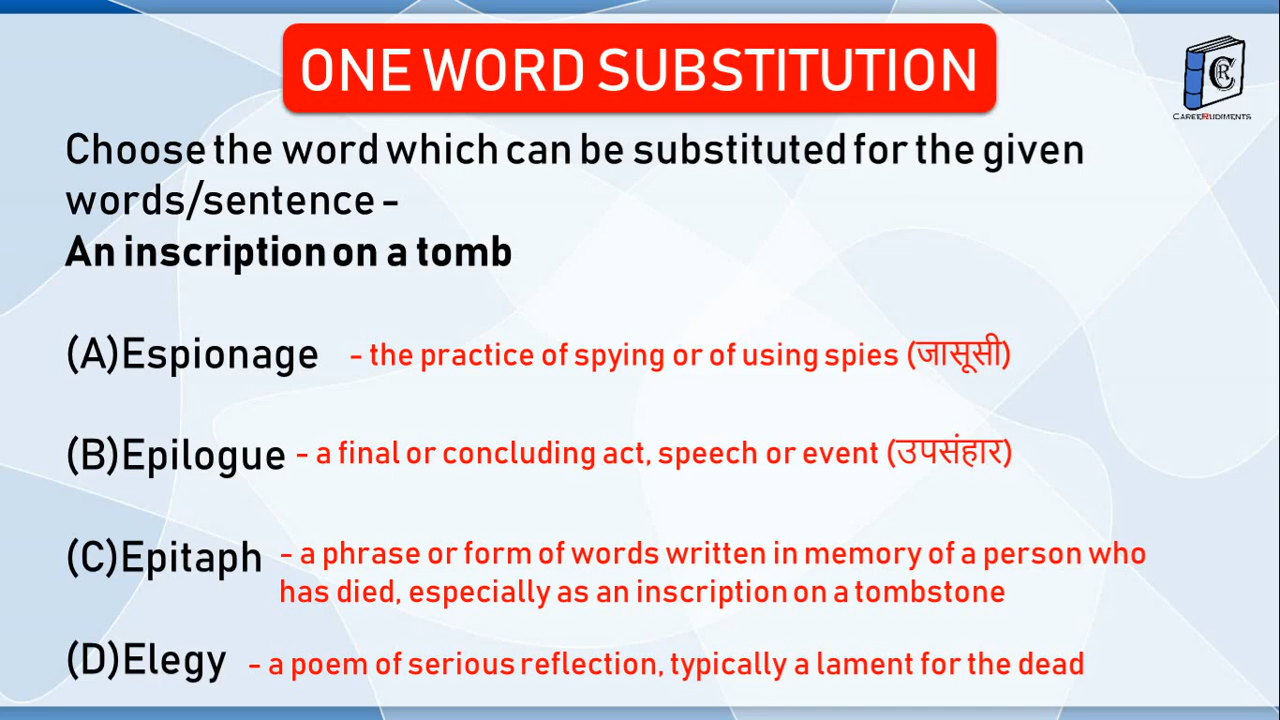 ONE WORD SUBSTITUTION
CR
CAREERUDIMENTS
Choose the word which can be substituted for the given
words/sentence -
An inscription on a tomb
(A)Espionage - the practice of spying or of using spies (जासूसी)
(B)Epilogue - a final or concluding act, speech or event (उपसंहार)
(C)Epitaph - a phrase or form of words written in memory of a person who
has died, especially as an inscription on a tombstone
(D)Elegy - a poem of serious reflection, typically a lament for the dead